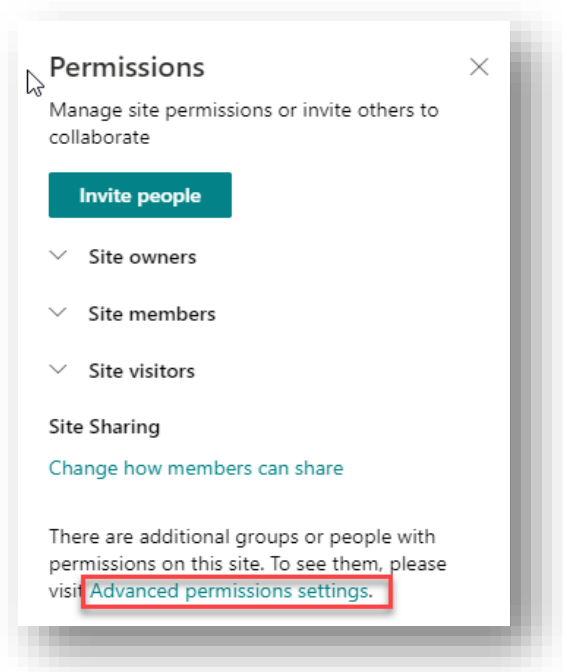 Permissions
Manage site permissions or invite others to
collaborate
Invite people
Site owners
Site members
Site visitors
Site Sharing
Change how members can share
There are additional groups or people with
permissions on this site. To see them, please
visit Advanced permissions settings.